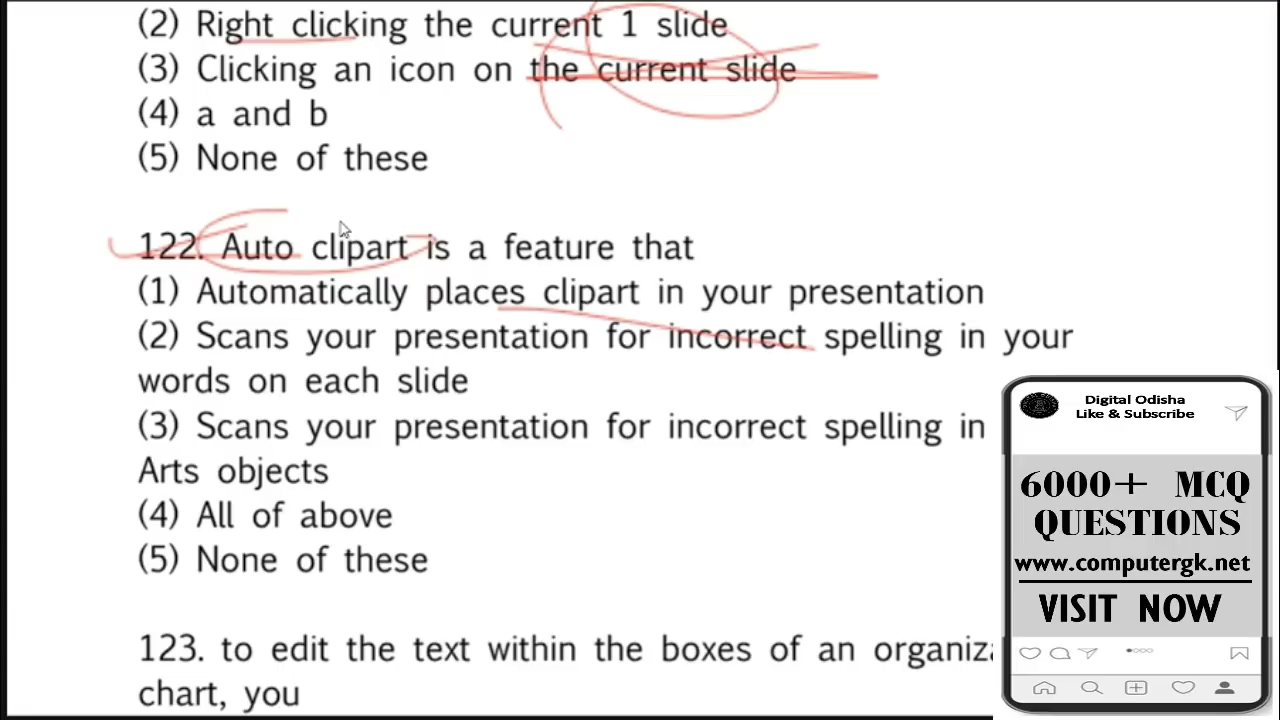 (2) Right clicking the current 1 slide
(3) Clicking an icon on the current slide
(4) a and b
(5) None of these
122. Auto clipart is a feature that
(1) Automatically places clipart in your presentation
(2) Scans your presentation for incorrect spelling in your
words on each slide
(3) Scans your presentation for incorrect spelling in
Arts objects
(4) All of above
(5) None of these
123. to edit the text within the boxes of an
chart, you
Digital Odisha
Like & Subscribe
6000+ MCQ
QUESTIONS
www.computergk.net
VISIT NOW